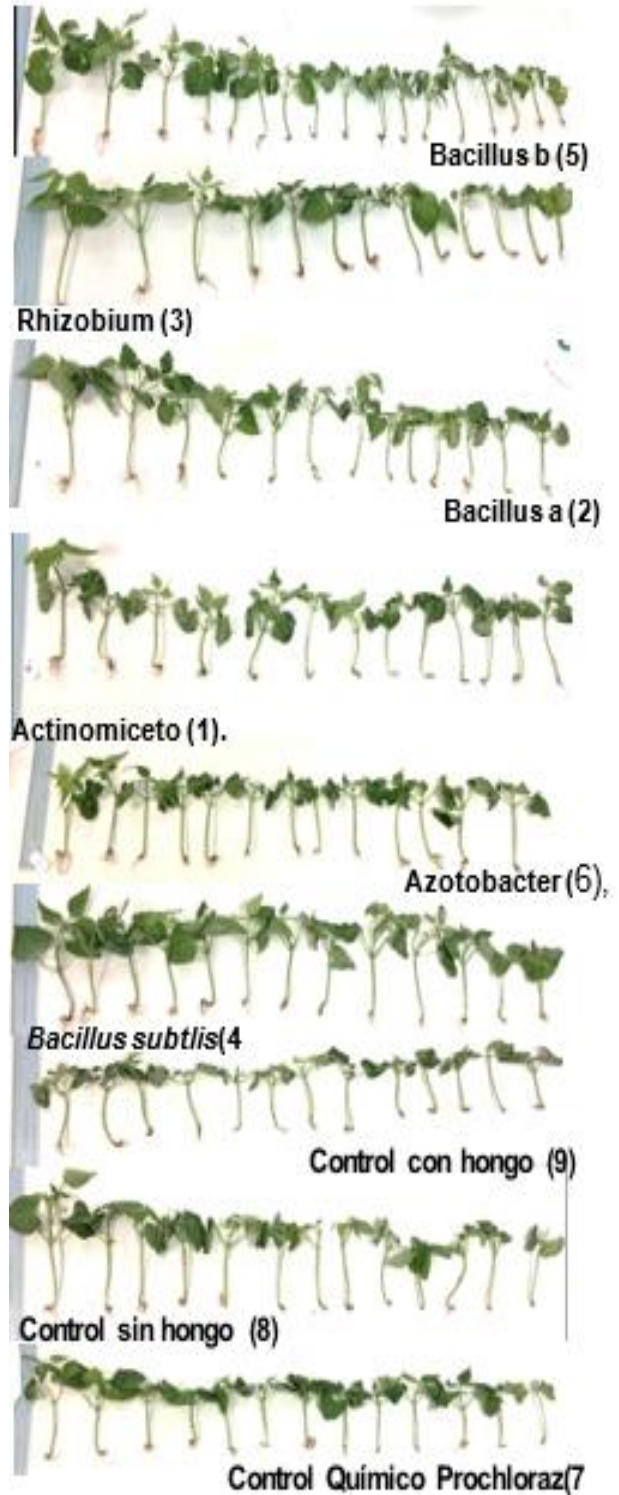 Bacillus b (5)
Rhizobium (3)
Bacillus a (2)
Actinomiceto (1).
Azotobacter (6),
Bacillus subtlis(4
Control con hongo (9)
Control sin hongo (8)
Control Químico Prochloraz(7